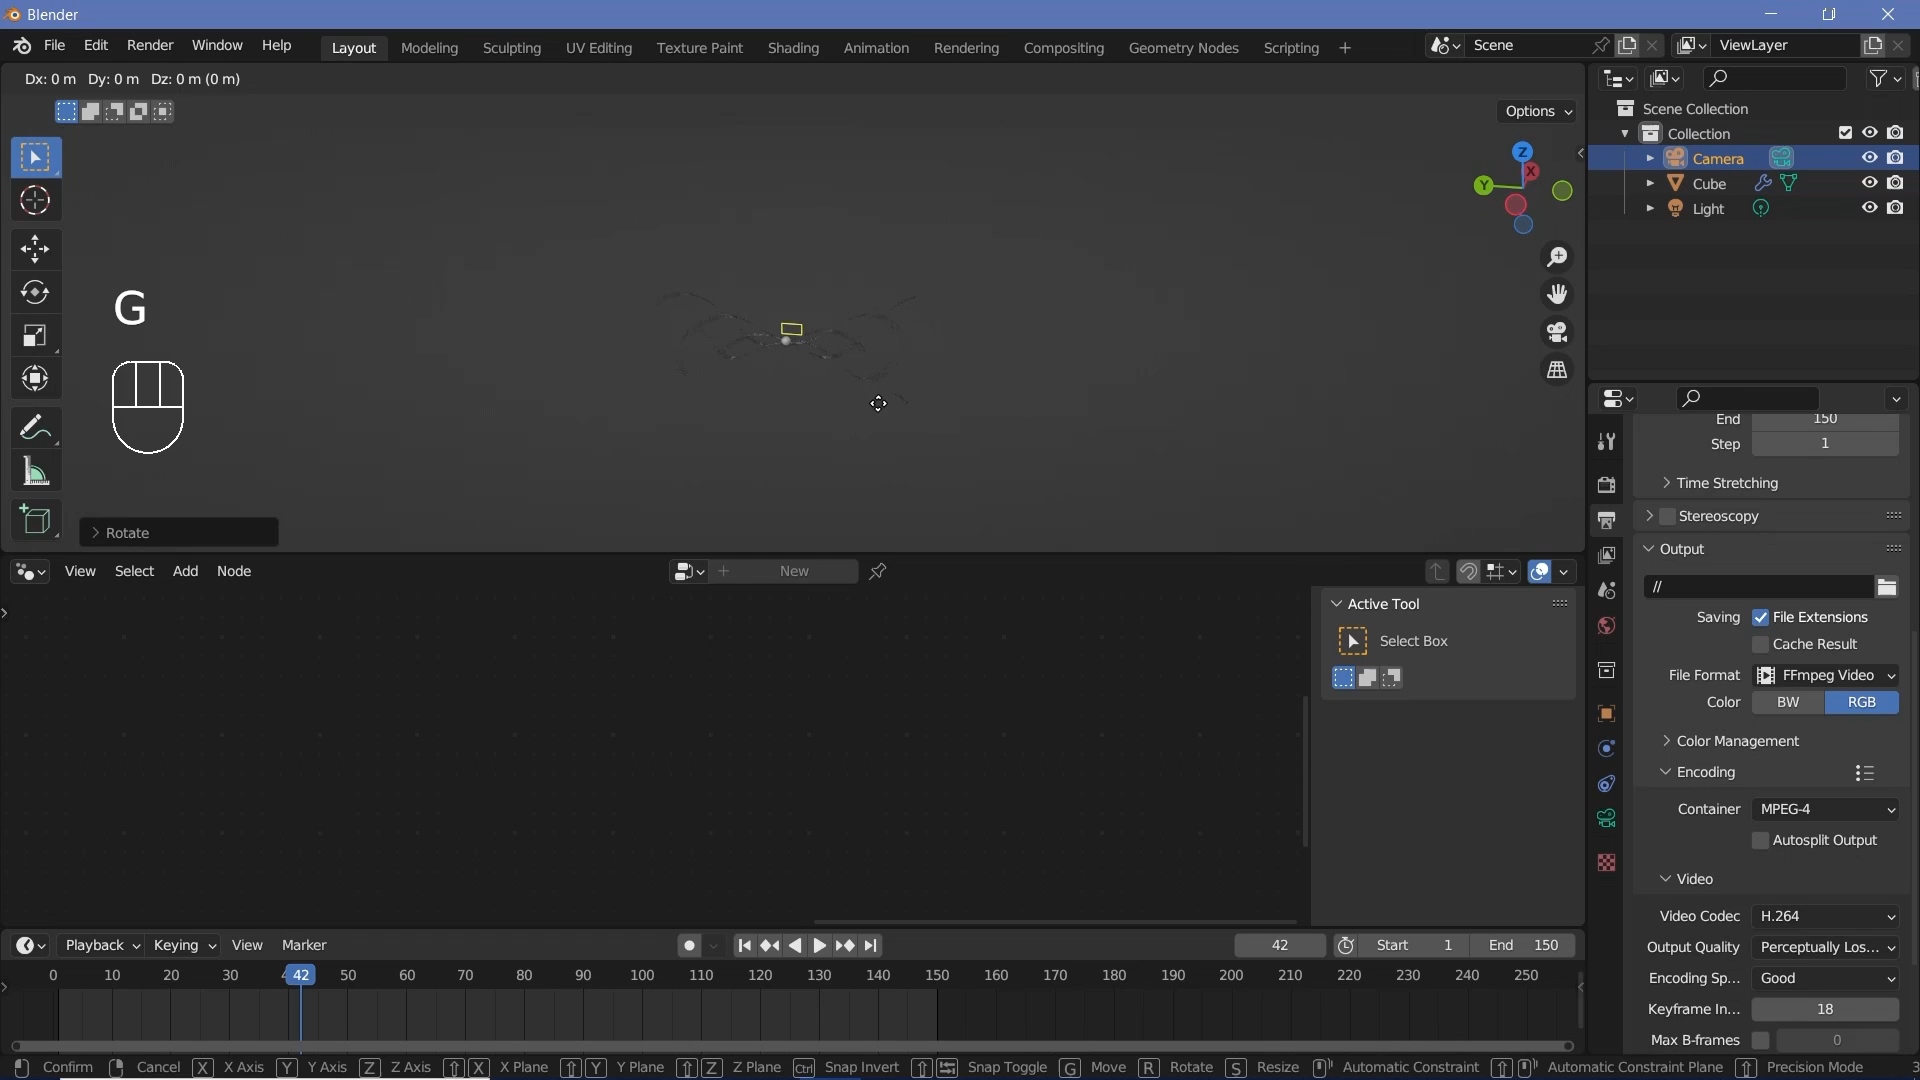 Blender
File Edit Render Window Help
Layout Modeling Sculpting UV Editing Texture Paint Shading Animation Rendering Compositing Geometry Nodes Scripting
Scene
ViewLayer
Dx: 0 m Dy: 0 m Dz: 0 m (0 m)
Options
Scene Collection
Collection
Camera
Cube
Light
Z
X
Y
G
Rotate
End 150
Step 1
Time Stretching
Stereoscopy
Output
//
Saving File Extensions
Cache Result
File Format FFmpeg Video
Color BW RGB
Color Management
Encoding
Container MPEG-4
Autosplit Output
Video
Video Codec H.264
Output Quality Perceptually Los...
Encoding Sp... Good
Keyframe In... 18
Max B-frames 0
View Select Add Node
New
Active Tool
Select Box
Playback Keying View Marker
42 Start 1 End 150
0 10 20 30 42 50 60 70 80 90 100 110 120 130 140 150 160 170 180 190 200 210 220 230 240 250
Confirm Cancel X X Axis Y Y Axis Z Z Axis X X Plane Y Y Plane Z Z Plane Ctrl Snap Invert Snap Toggle G Move R Rotate S Resize Automatic Constraint Automatic Constraint Plane Precision Mode